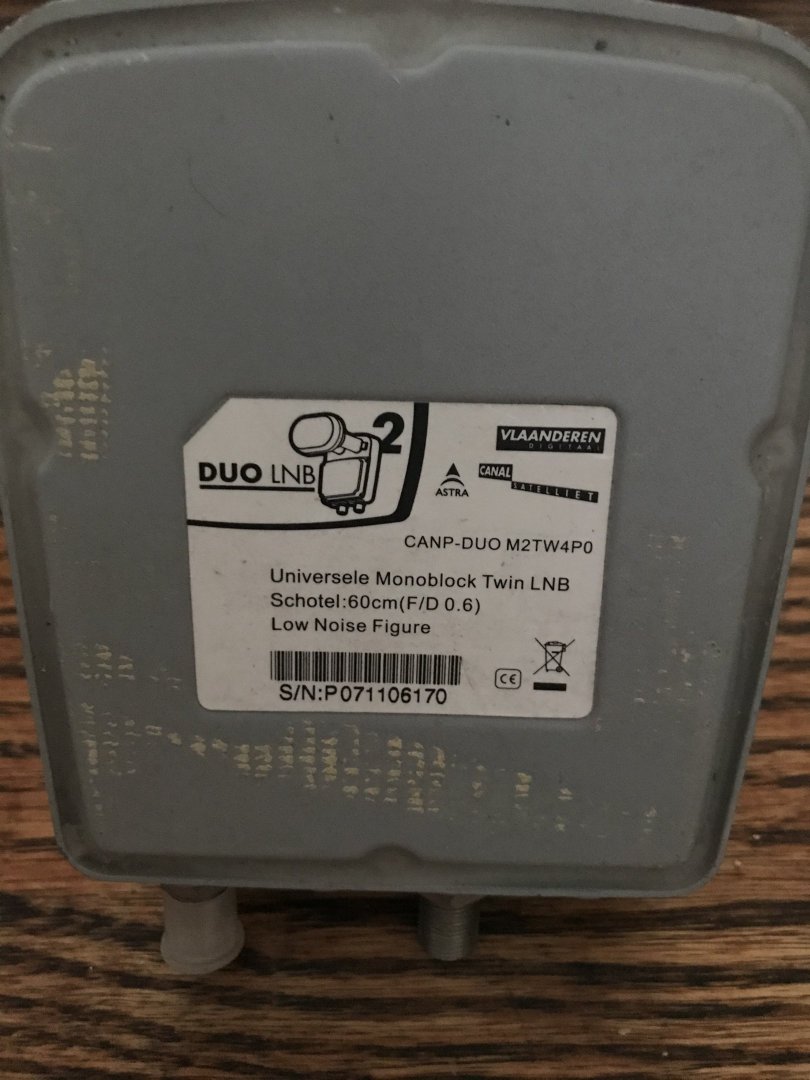 2
DUO LNB
VLAANDEREN
DIGITAAL
ASTRA
CANAL
SATELLIET
CANP-DUO M2TW4P0
Universele Monoblock Twin LNB
Schotel:60cm(F/D 0.6)
Low Noise Figure
CE
S/N:P071106170